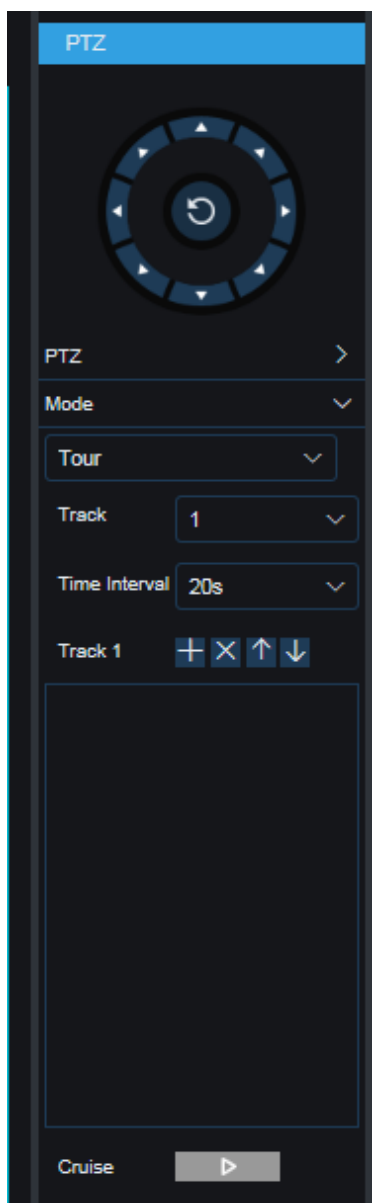 PTZ
PTZ
Mode
Tour
Track 1
Time Interval 20s
Track 1
Cruise